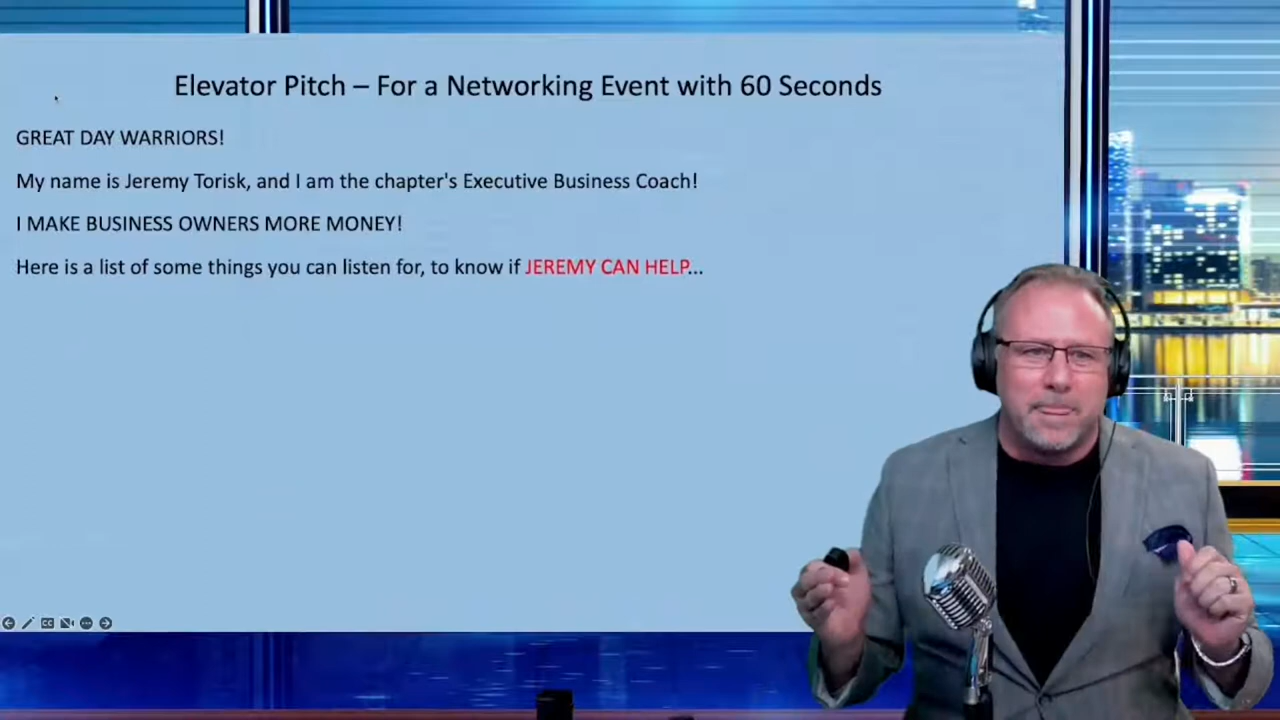 Elevator Pitch – For a Networking Event with 60 Seconds
GREAT DAY WARRIORS!
My name is Jeremy Torisk, and I am the chapter's Executive Business Coach!
I MAKE BUSINESS OWNERS MORE MONEY!
Here is a list of some things you can listen for, to know if JEREMY CAN HELP...